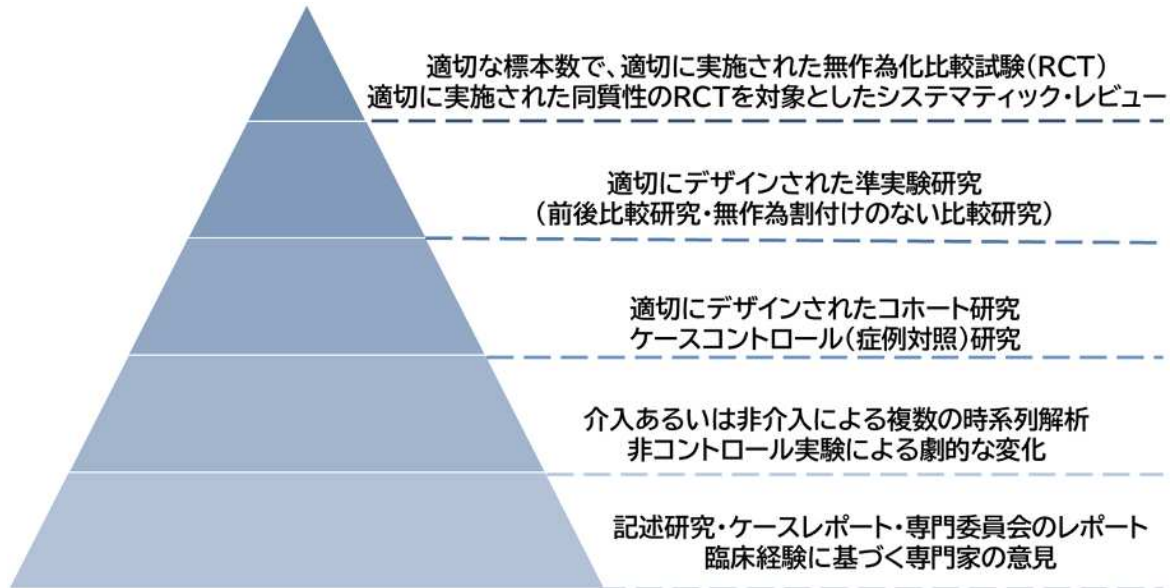 適切な標本数で、適切に実施された無作為化比較試験(RCT)
適切に実施された同質性のRCTを対象としたシステマティック・レビュー
適切にデザインされた準実験研究
(前後比較研究・無作為割付けのない比較研究)
適切にデザインされたコホート研究
ケースコントロール(症例対照)研究
介入あるいは非介入による複数の時系列解析
非コントロール実験による劇的な変化
記述研究・ケースレポート・専門委員会のレポート
臨床経験に基づく専門家の意見